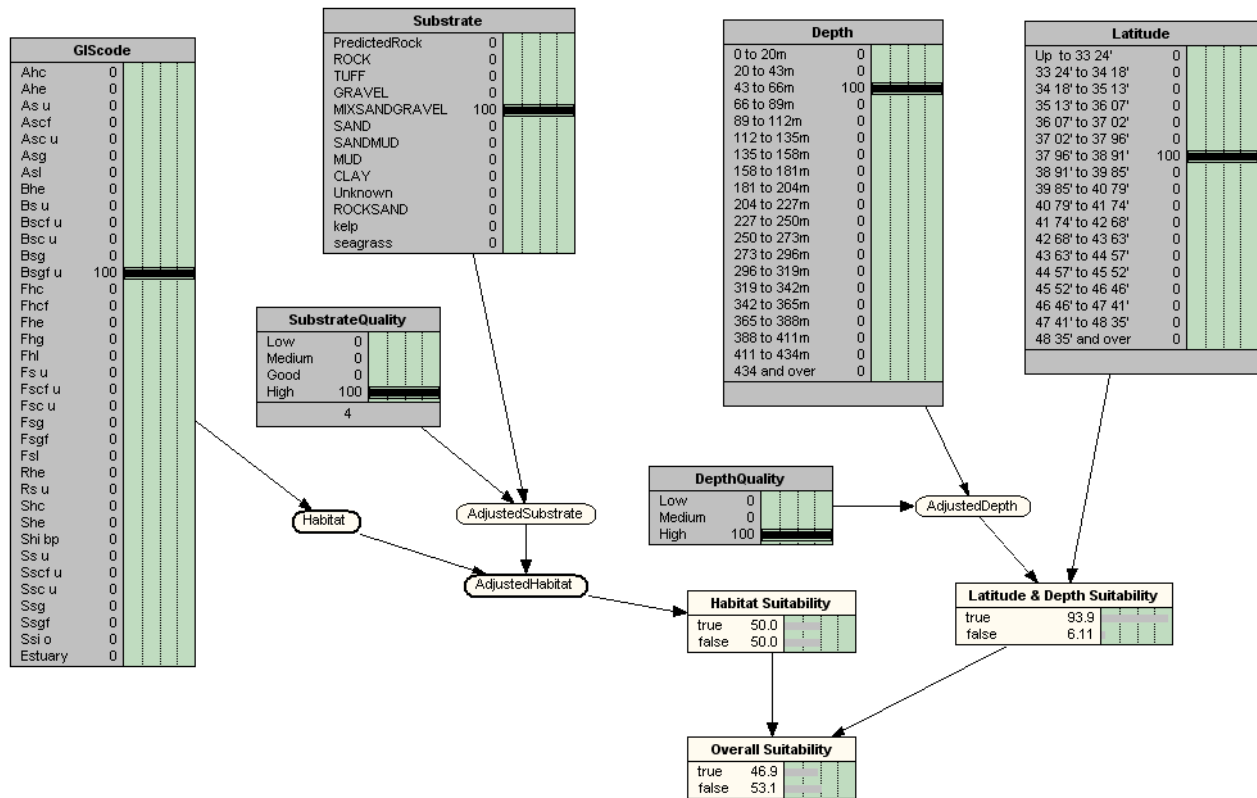 GIScode
Ahc 0
Ahe 0
As u 0
Ascf 0
Asc u 0
Asg 0
Asl 0
Bhe 0
Bs u 0
Bscf u 0
Bsc u 0
Bsg 0
Bsgf u 100
Fhc 0
Fhcf 0
Fhe 0
Fhg 0
Fhl 0
Fs u 0
Fscf u 0
Fsc u 0
Fsg 0
Fsgf 0
Fsl 0
Rhe 0
Rs u 0
Shc 0
She 0
Shi bp 0
Ss u 0
Sscf u 0
Ssc u 0
Ssg 0
Ssgf 0
Ssi o 0
Estuary 0
Substrate
PredictedRock 0
ROCK 0
TUFF 0
GRAVEL 0
MIXSANDGRAVEL 100
SAND 0
SANDMUD 0
MUD 0
CLAY 0
Unknown 0
ROCKSAND 0
kelp 0
seagrass 0
Depth
0 to 20m 0
20 to 43m 0
43 to 66m 100
66 to 89m 0
89 to 112m 0
112 to 135m 0
135 to 158m 0
158 to 181m 0
181 to 204m 0
204 to 227m 0
227 to 250m 0
250 to 273m 0
273 to 296m 0
296 to 319m 0
319 to 342m 0
342 to 365m 0
365 to 388m 0
388 to 411m 0
411 to 434m 0
434 and over 0
Latitude
Up to 33 24' 0
33 24' to 34 18' 0
34 18' to 35 13' 0
35 13' to 36 07' 0
36 07' to 37 02' 0
37 02' to 37 96' 0
37 96' to 38 91' 100
38 91' to 39 85' 0
39 85' to 40 79' 0
40 79' to 41 74' 0
41 74' to 42 68' 0
42 68' to 43 63' 0
43 63' to 44 57' 0
44 57' to 45 52' 0
45 52' to 46 46' 0
46 46' to 47 41' 0
47 41' to 48 35' 0
48 35' and over 0
SubstrateQuality
Low 0
Medium 0
Good 0
High 100
4
DepthQuality
Low 0
Medium 0
High 100
Habitat
AdjustedSubstrate
AdjustedDepth
AdjustedHabitat
Habitat Suitability
true 50.0
false 50.0
Latitude & Depth Suitability
true 93.9
false 6.11
Overall Suitability
true 46.9
false 53.1